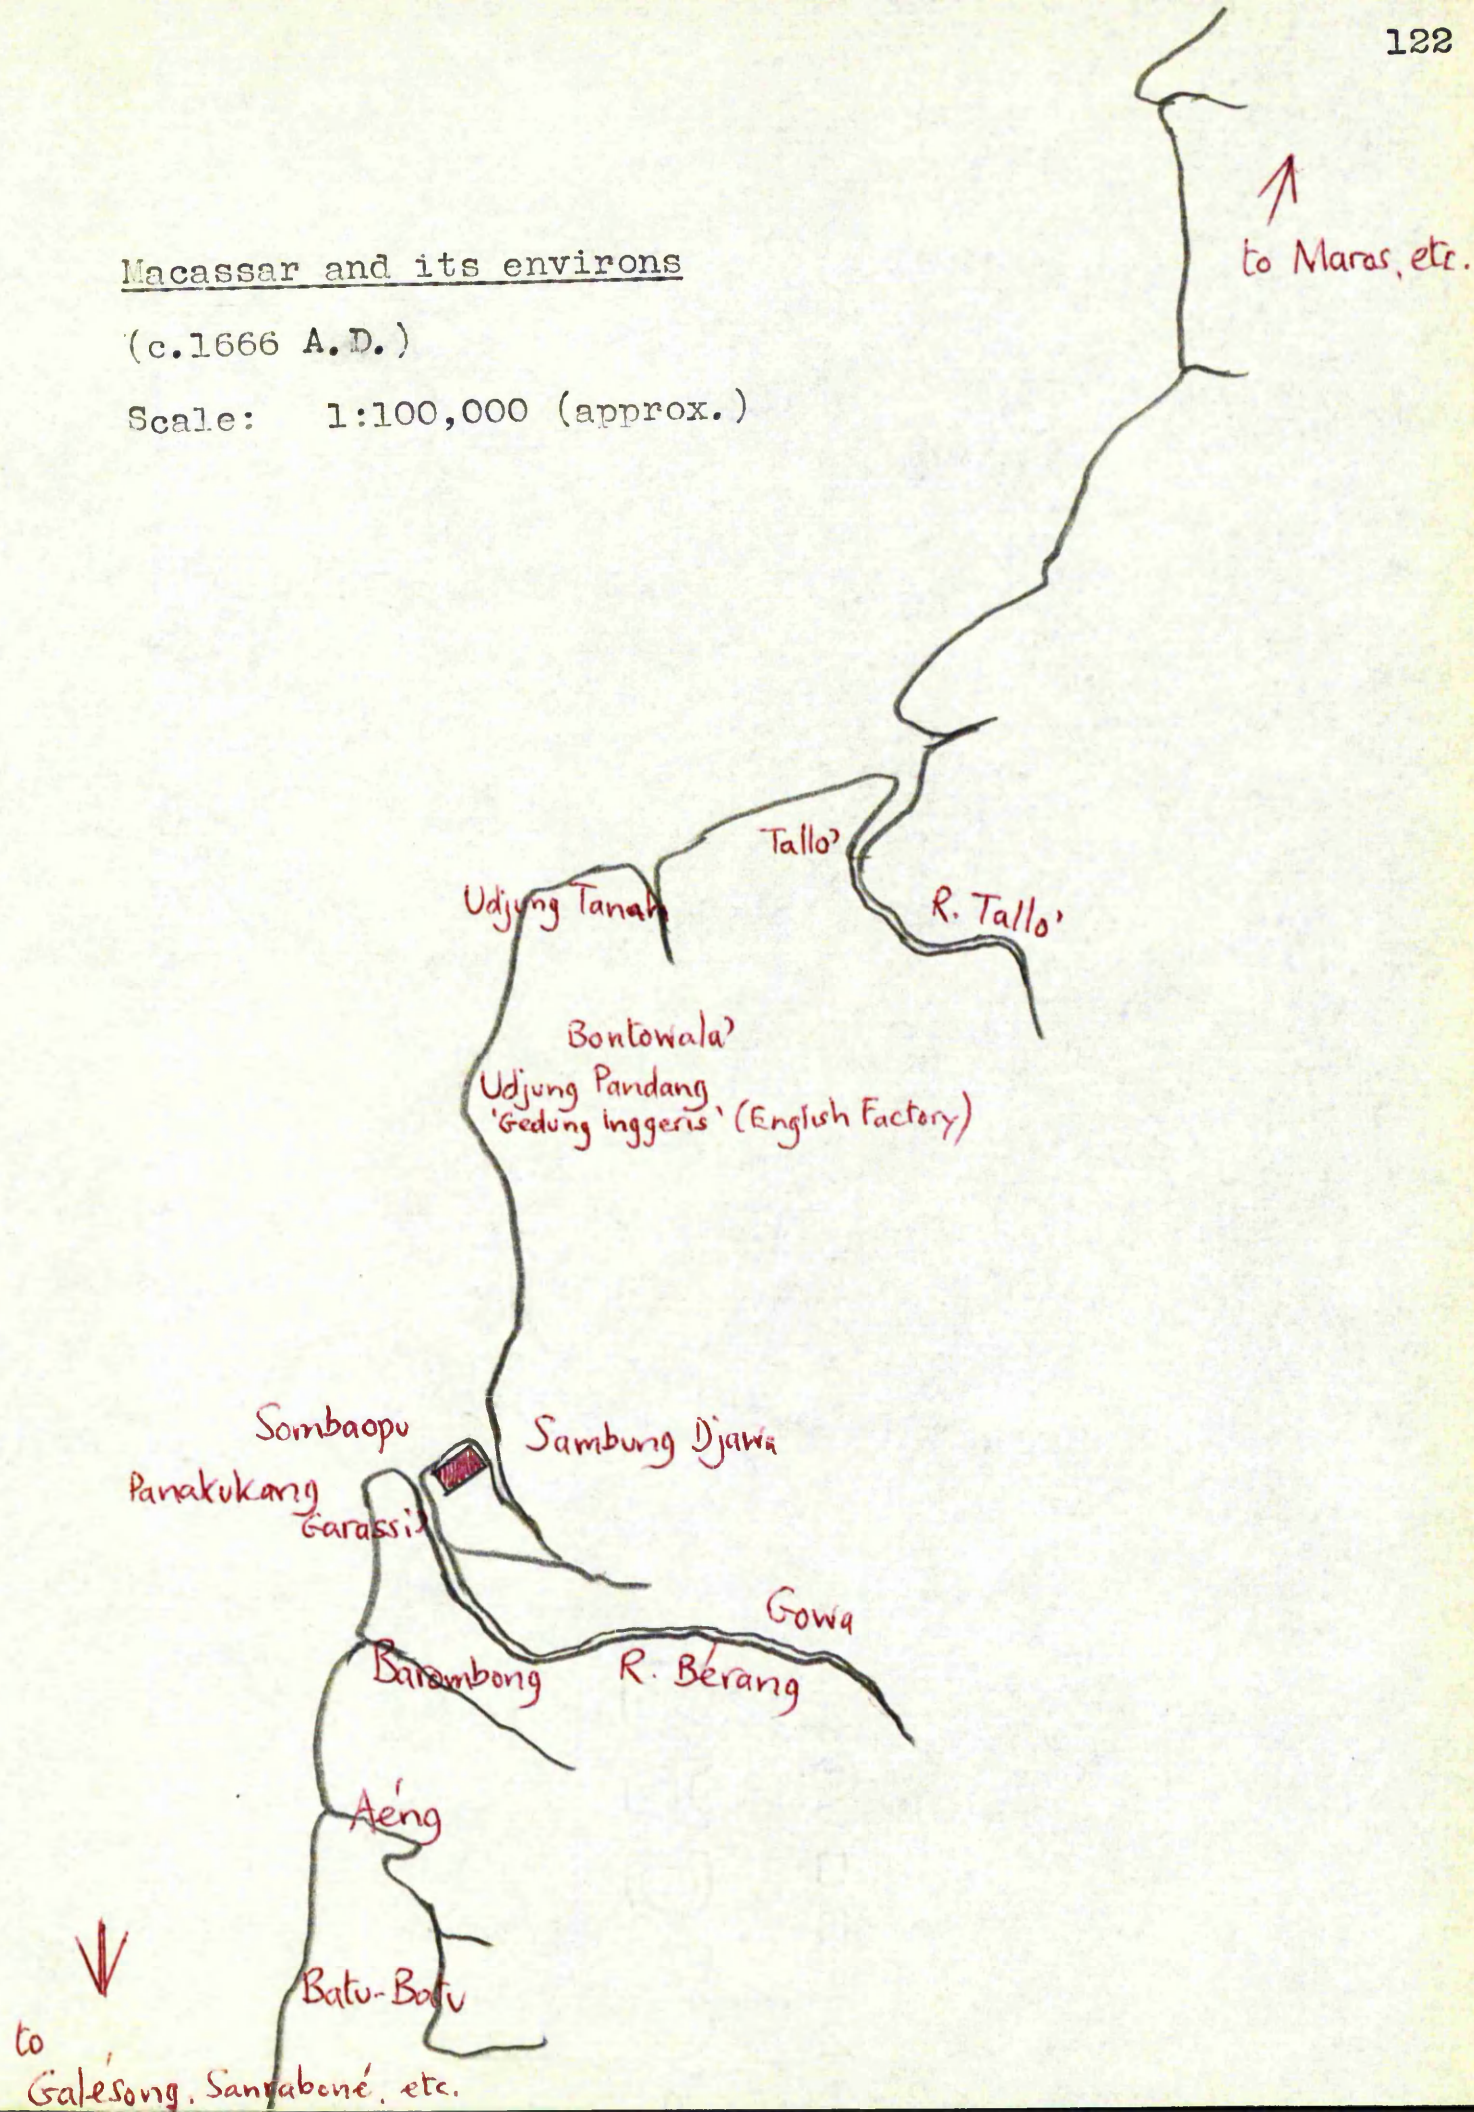 122
Macassar and its environs
(c.1666 A.D.)
Scale: 1:100,000 (approx.)
to Maros, etc.
Tallo'
Udjung Tanah
R. Tallo'
Bontowala'
Udjung Pandang
'Gedung Inggeris' (English Factory)
Sombaopu
Sambung Djawa
Panakukang
Garassi'
Gowa
Barombong
R. Bérang
Aéng
Batu-Batu
to
Galésong, Sanraboné, etc.